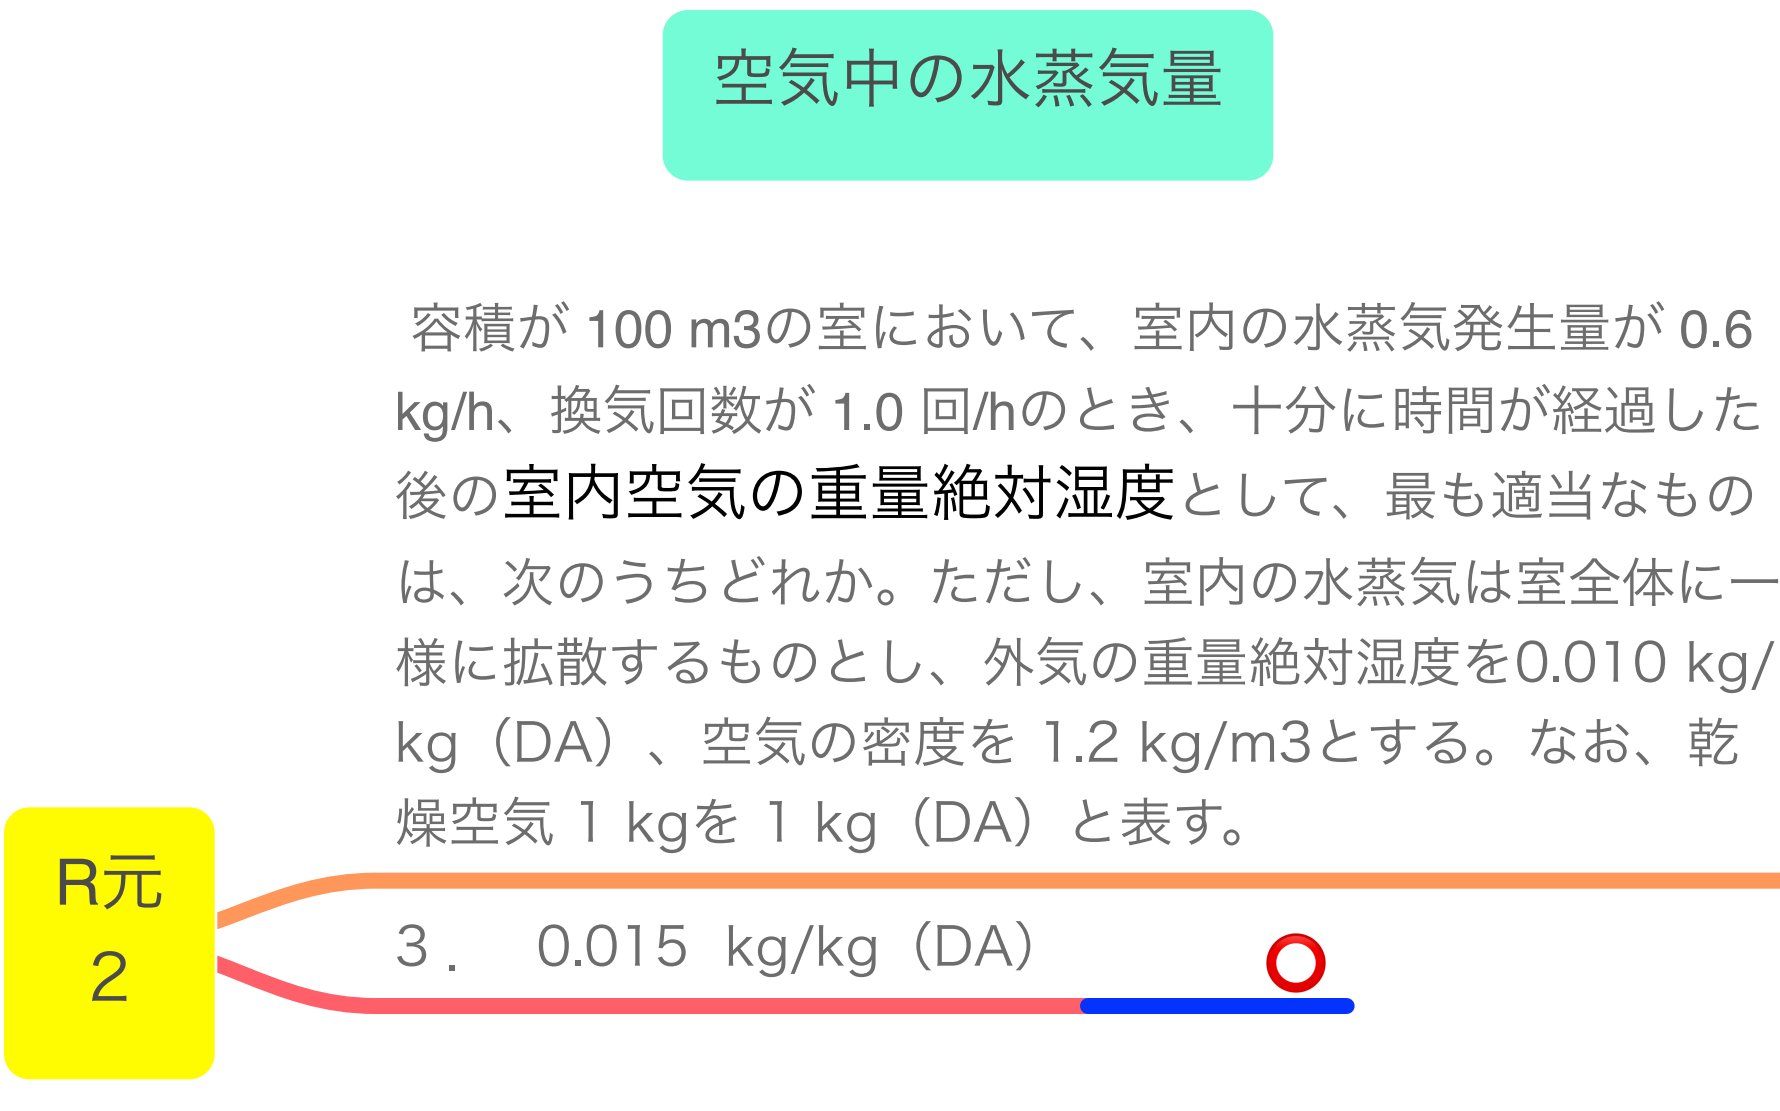 空気中の水蒸気量
容積が 100 m3の室において、室内の水蒸気発生量が 0.6
kg/h、換気回数が 1.0 回/hのとき、十分に時間が経過した
後の室内空気の重量絶対湿度として、最も適当なもの
は、次のうちどれか。ただし、室内の水蒸気は室全体に一
様に拡散するものとし、外気の重量絶対湿度を0.010 kg/
kg（DA）、空気の密度を 1.2 kg/m3とする。なお、乾
燥空気 1 kgを 1 kg（DA）と表す。
R元
2
３． 0.015 kg/kg（DA） ⭕